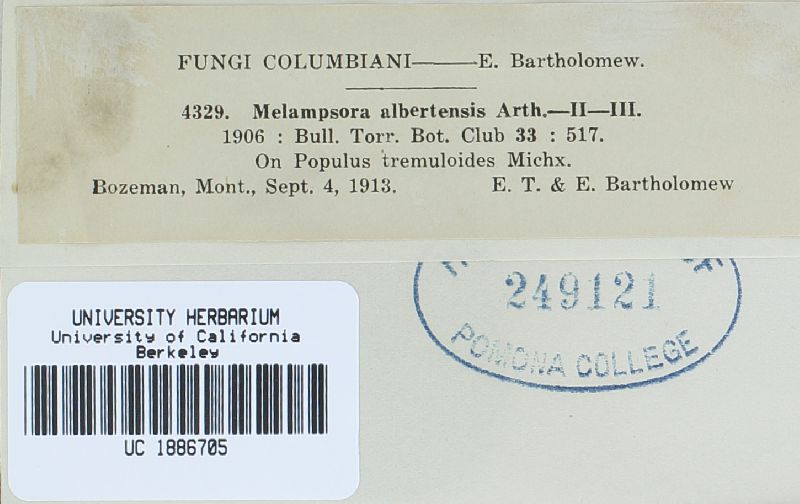 FUNGI COLUMBIANI——E. Bartholomew.
4329. Melampsora albertensis Arth.—II—III.
1906 : Bull. Torr. Bot. Club 33 : 517.
On Populus tremuloides Michx.
Bozeman, Mont., Sept. 4, 1913. E. T. & E. Bartholomew
249121
POMONA COLLEGE
UNIVERSITY HERBARIUM
University of California
Berkeley
UC 1886705